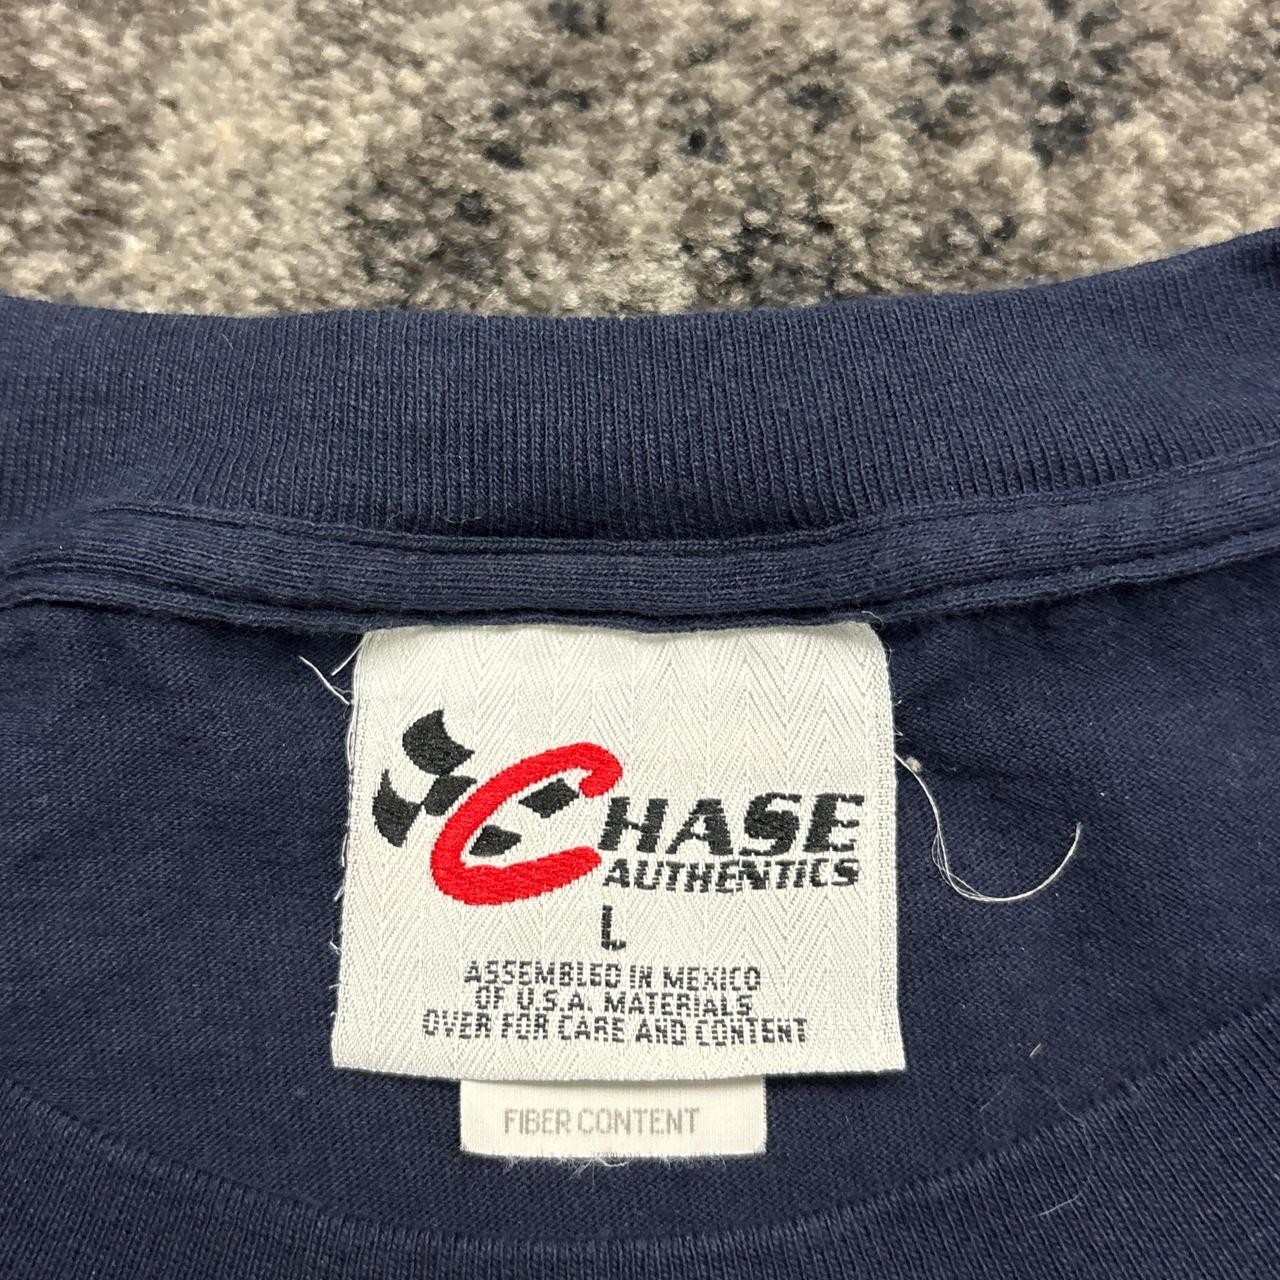 CHASE
AUTHENTICS
L
ASSEMBLED IN MEXICO
OF U.S.A. MATERIALS
OVER FOR CARE AND CONTENT
FIBER CONTENT